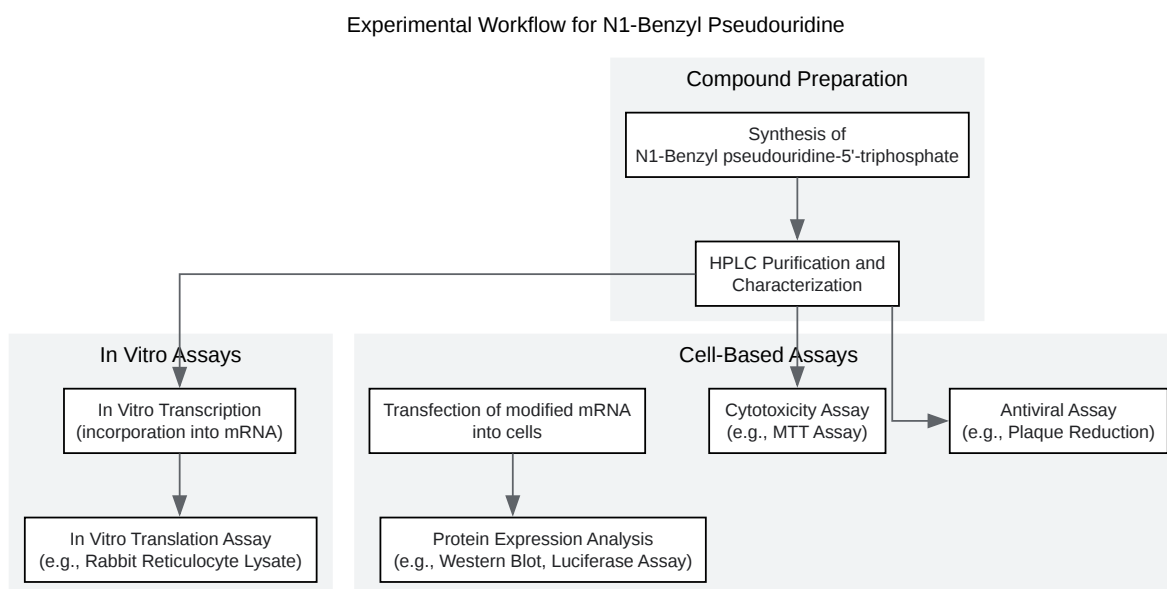 Experimental Workflow for N1-Benzyl Pseudouridine
Compound Preparation
Synthesis of
N1-Benzyl pseudouridine-5'-triphosphate
HPLC Purification and
Characterization
In Vitro Assays
In Vitro Transcription
(incorporation into mRNA)
In Vitro Translation Assay
(e.g., Rabbit Reticulocyte Lysate)
Cell-Based Assays
Transfection of modified mRNA
into cells
Protein Expression Analysis
(e.g., Western Blot, Luciferase Assay)
Cytotoxicity Assay
(e.g., MTT Assay)
Antiviral Assay
(e.g., Plaque Reduction)